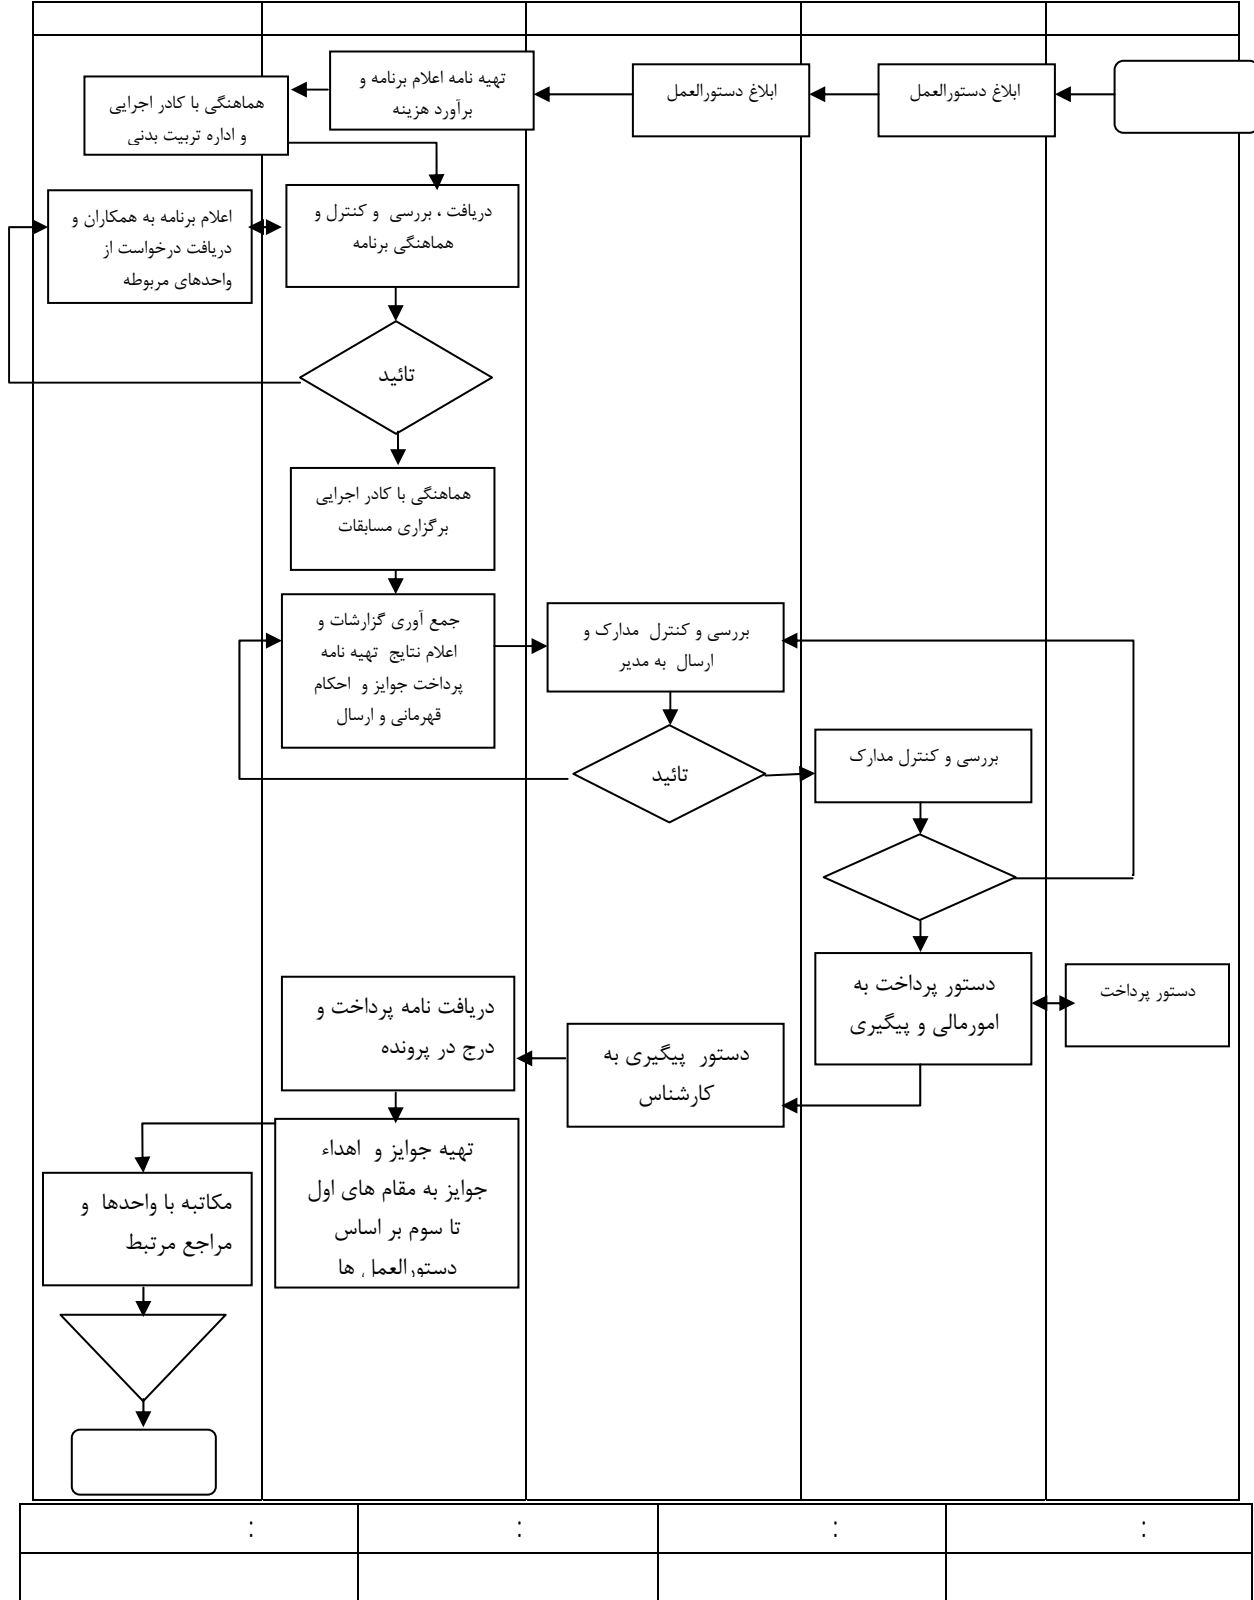 ابلاغ دستورالعمل
ابلاغ دستورالعمل
تهیه نامه اعلام برنامه و
برآورد هزینه
هماهنگی با کادر اجرایی
و اداره تربیت بدنی
دریافت ، بررسی و کنترل و
هماهنگی برنامه
اعلام برنامه به همکاران و
دریافت درخواست از
واحدهای مربوطه
تائید
هماهنگی با کادر اجرایی
برگزاری مسابقات
جمع آوری گزارشات و
اعلام نتایج تهیه نامه
پرداخت جوایز و احکام
قهرمانی و ارسال
بررسی و کنترل مدارک و
ارسال به مدیر
تائید
بررسی و کنترل مدارک
دستور پرداخت به
امورمالی و پیگیری
دستور پرداخت
دستور پیگیری به
کارشناس
دریافت نامه پرداخت و
درج در پرونده
تهیه جوایز و اهداء
جوایز به مقام های اول
تا سوم بر اساس
دستورالعمل ها
مکاتبه با واحدها و
مراجع مرتبط
:
:
:
: